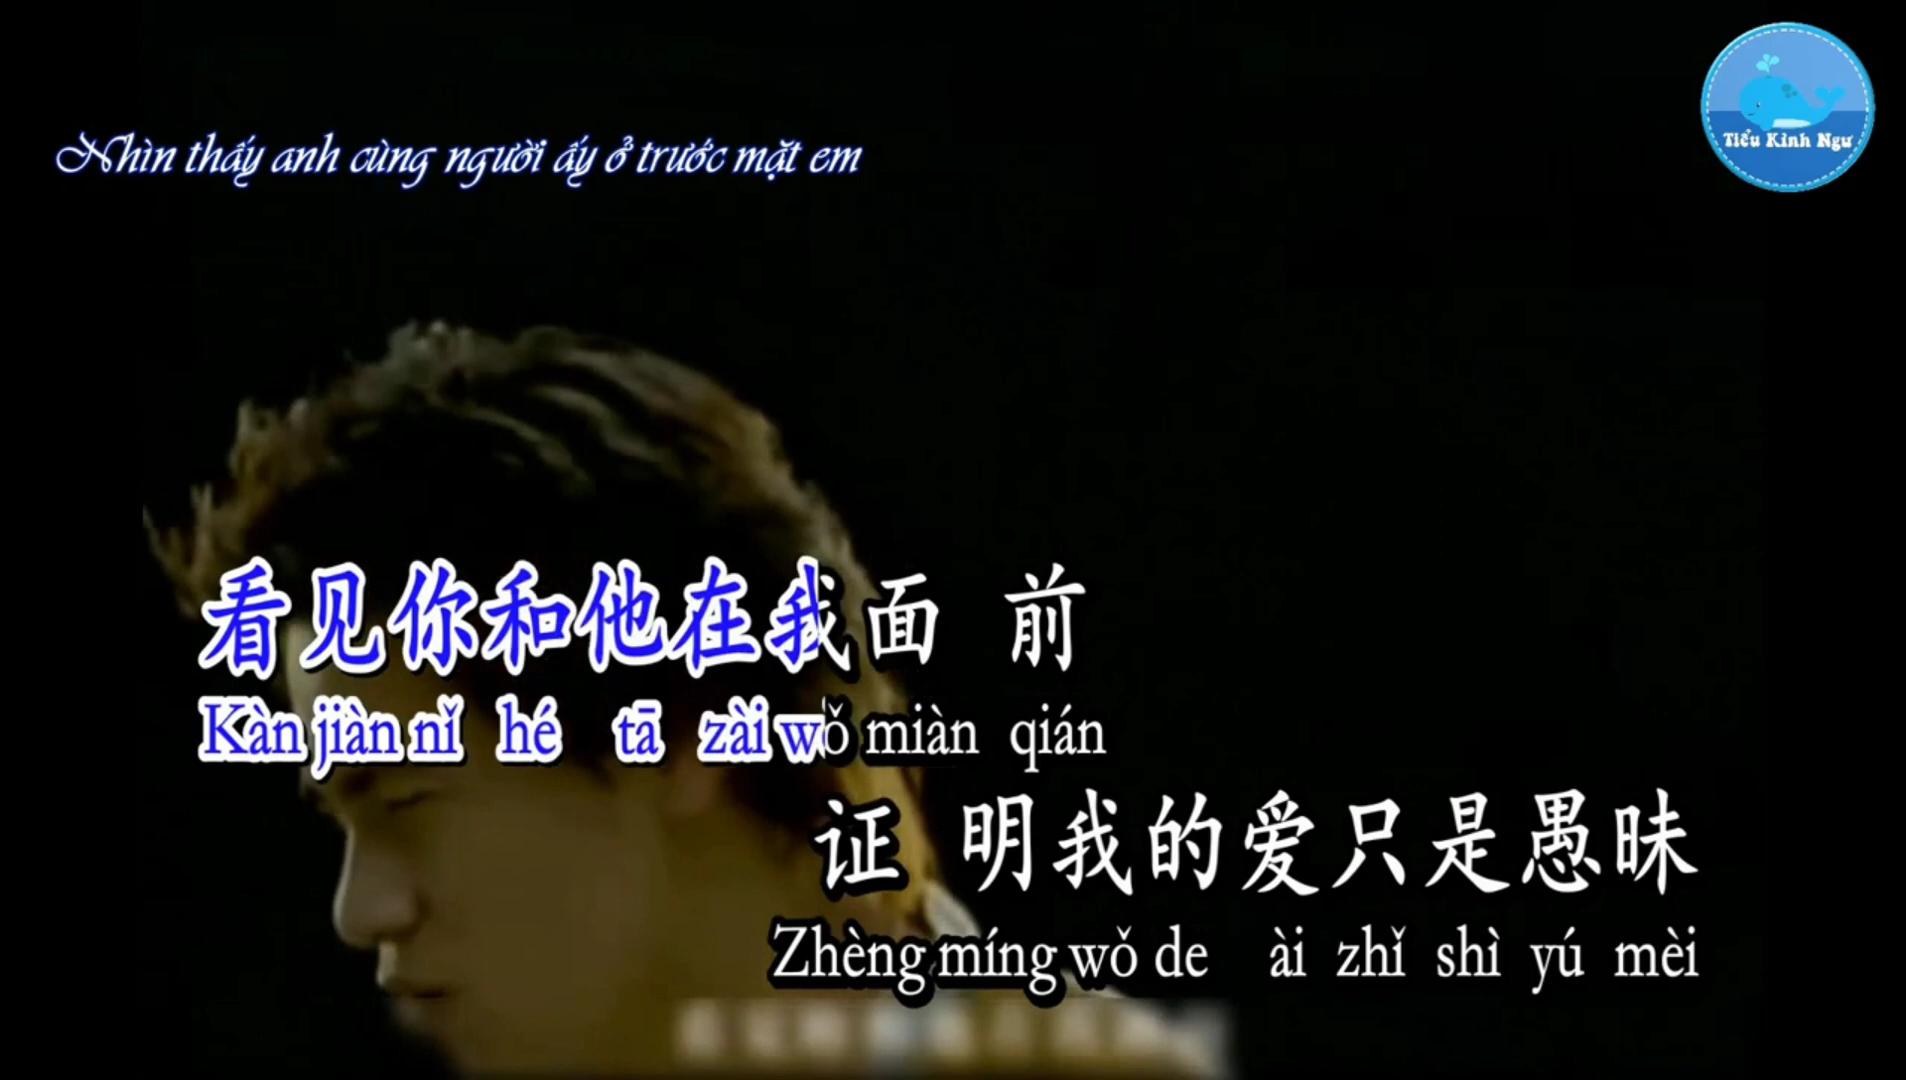 Tiểu Kình Ngư
Nhìn thấy anh cùng người ấy ở trước mặt em
看见你和他在我面前
Kàn jiàn nǐ hé tā zài wǒ miàn qián
证明我的爱只是愚昧
Zhèng míng wǒ de ài zhǐ shì yú mèi